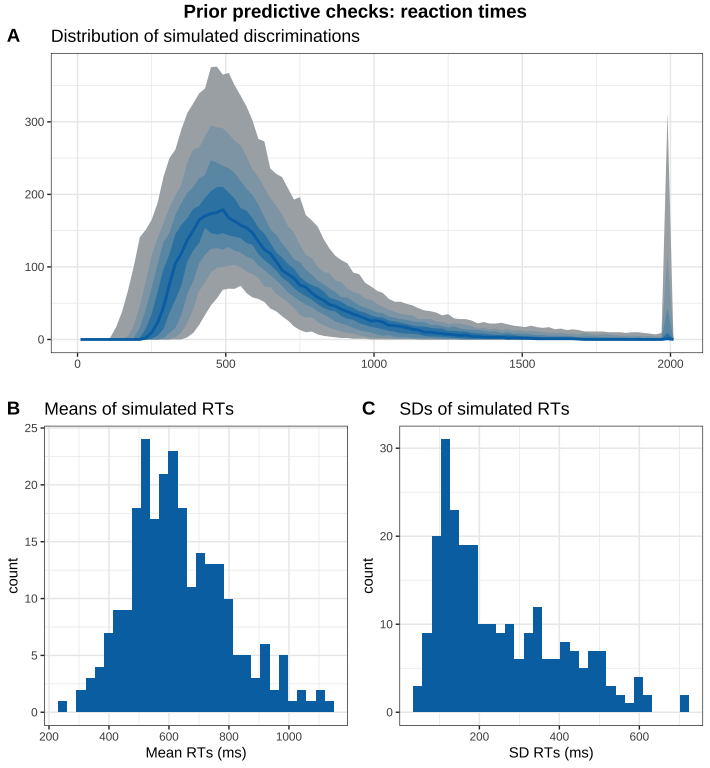 Prior predictive checks: reaction times
A Distribution of simulated discriminations
300
200
100
0
0 500 1000 1500 2000
B Means of simulated RTs
25
20
15
10
5
0
count
200 400 600 800 1000
Mean RTs (ms)
C SDs of simulated RTs
30
20
10
0
count
200 400 600
SD RTs (ms)